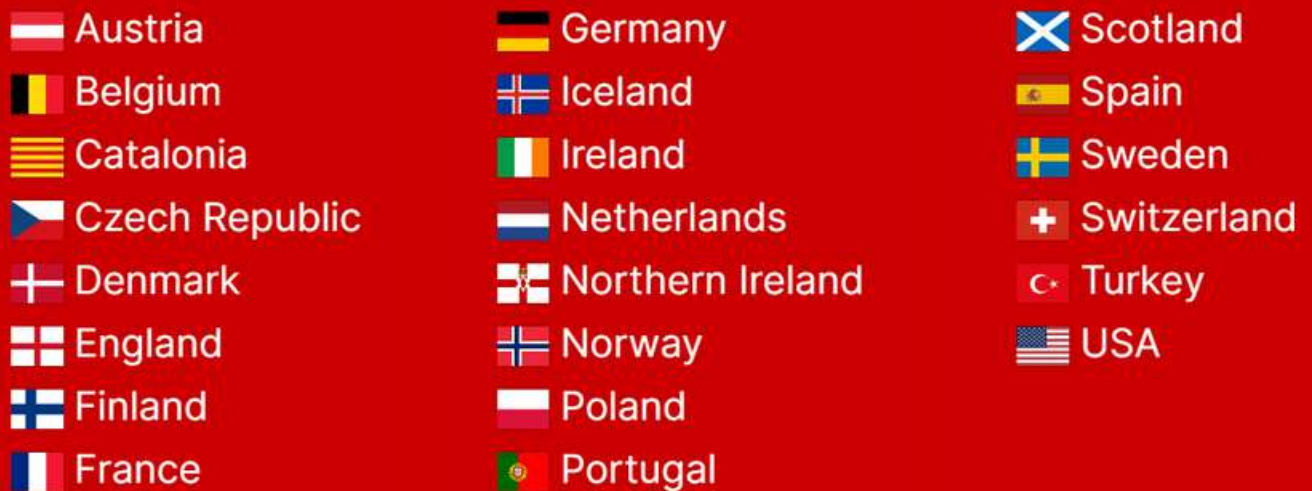 Austria
Belgium
Catalonia
Czech Republic
Denmark
England
Finland
France
Germany
Iceland
Ireland
Netherlands
Northern Ireland
Norway
Poland
Portugal
Scotland
Spain
Sweden
Switzerland
Turkey
USA